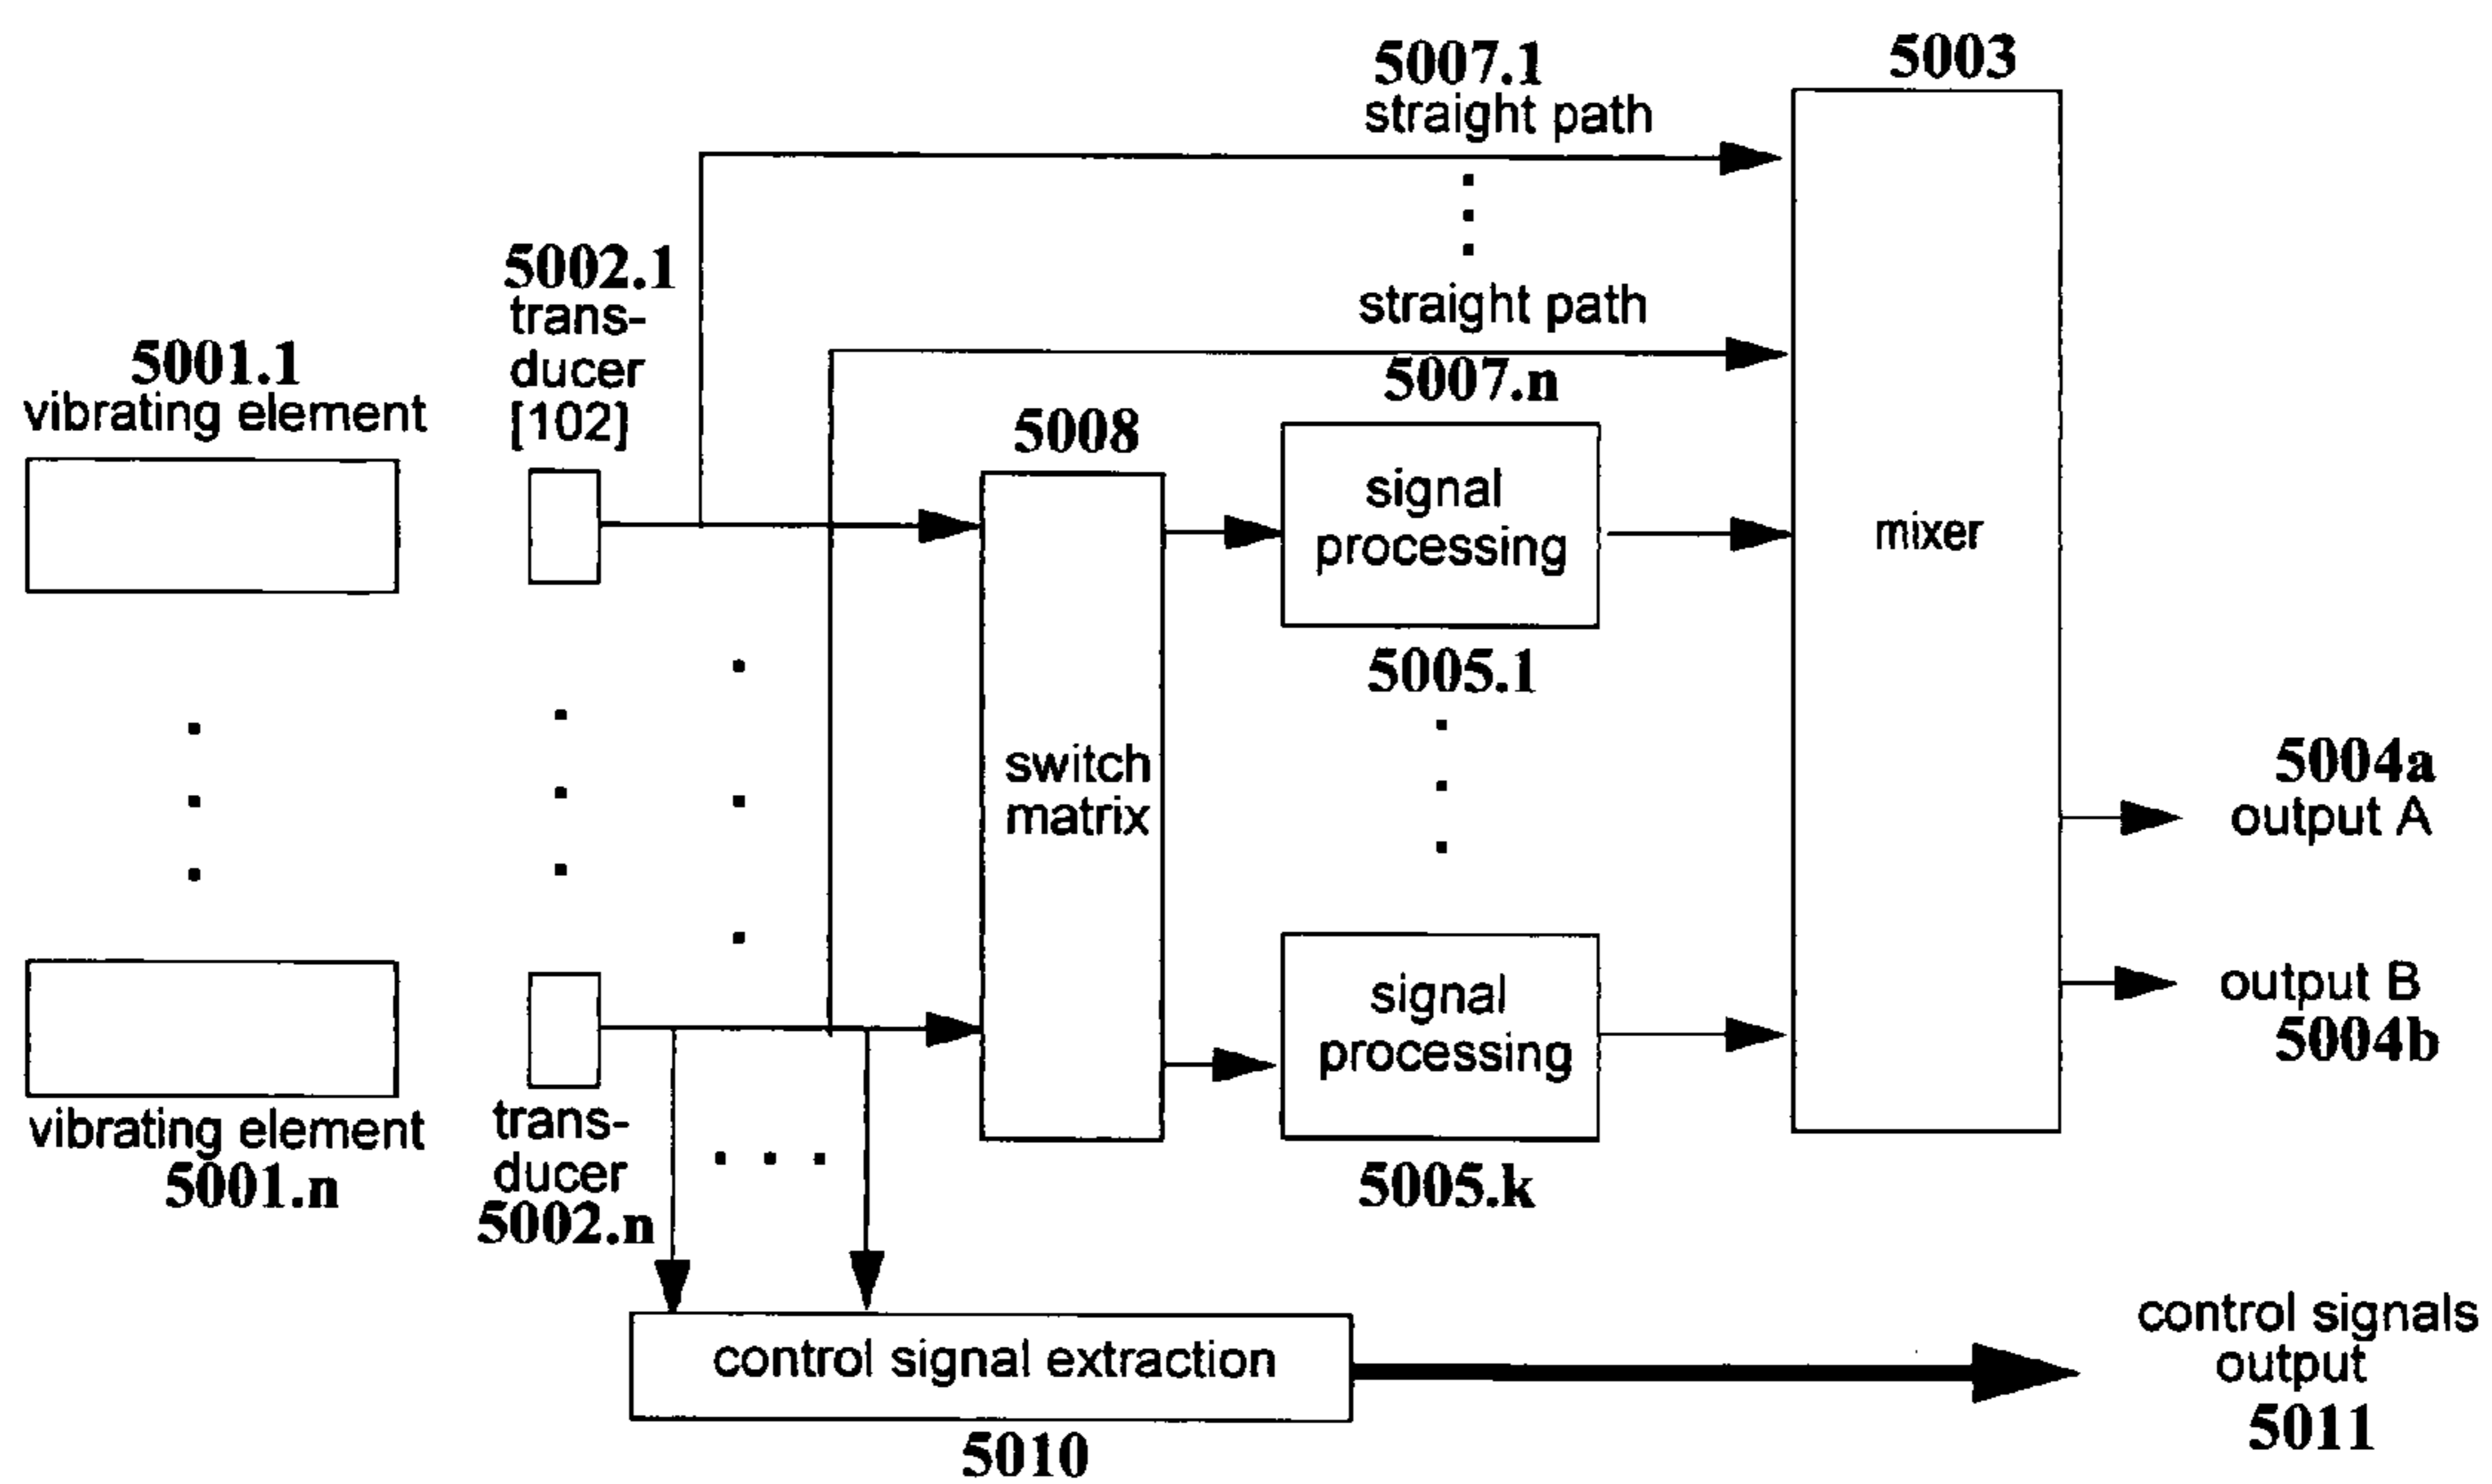 5007.1
straight path
5003
5002.1
trans-
ducer
[102]
straight path
5007.n
5001.1
vibrating element
5008
signal
processing
5005.1
mixer
switch
matrix
5004a
output A
output B
5004b
signal
processing
5005.k
vibrating element
5001.n
trans-
ducer
5002.n
control signal extraction
5010
control signals
output
5011